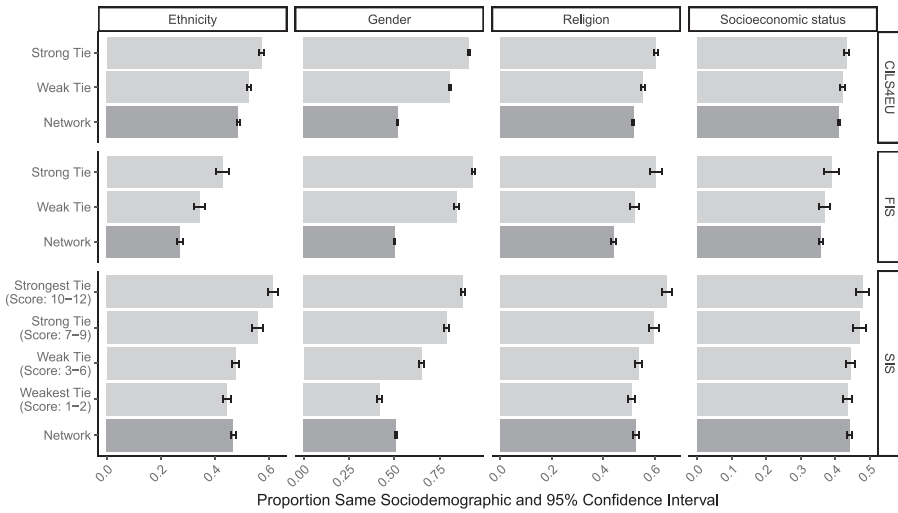 Ethnicity Gender Religion Socioeconomic status
Strong Tie
Weak Tie
Network
CILS4EU
Strong Tie
Weak Tie
Network
FIS
Strongest Tie
(Score: 10−12)
Strong Tie
(Score: 7−9)
Weak Tie
(Score: 3−6)
Weakest Tie
(Score: 1−2)
Network
SIS
0.0 0.2 0.4 0.6 0.00 0.25 0.50 0.75 0.0 0.2 0.4 0.6 0.0 0.1 0.2 0.3 0.4 0.5
Proportion Same Sociodemographic and 95% Confidence Interval